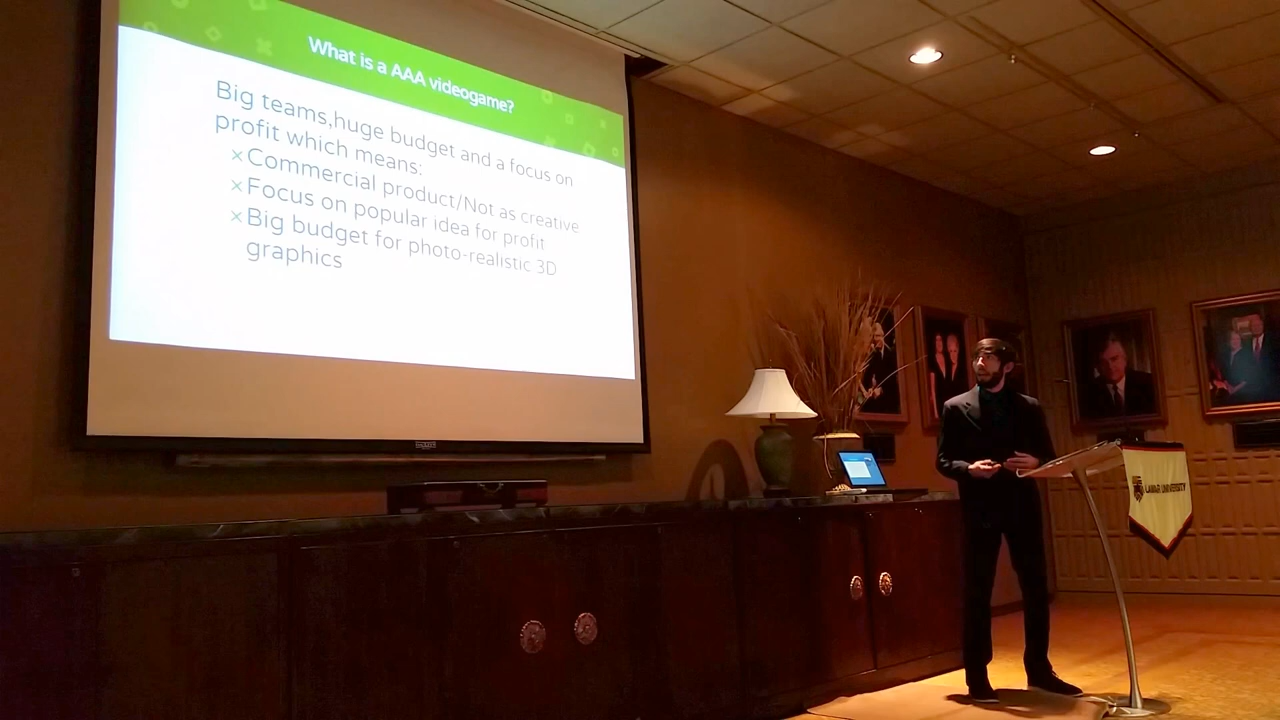 What is a AAA videogame?
Big teams,huge budget and a focus on
profit which means:
×Commercial product/Not as creative
×Focus on popular idea for profit
×Big budget for photo-realistic 3D
graphics
LAMAR UNIVERSITY